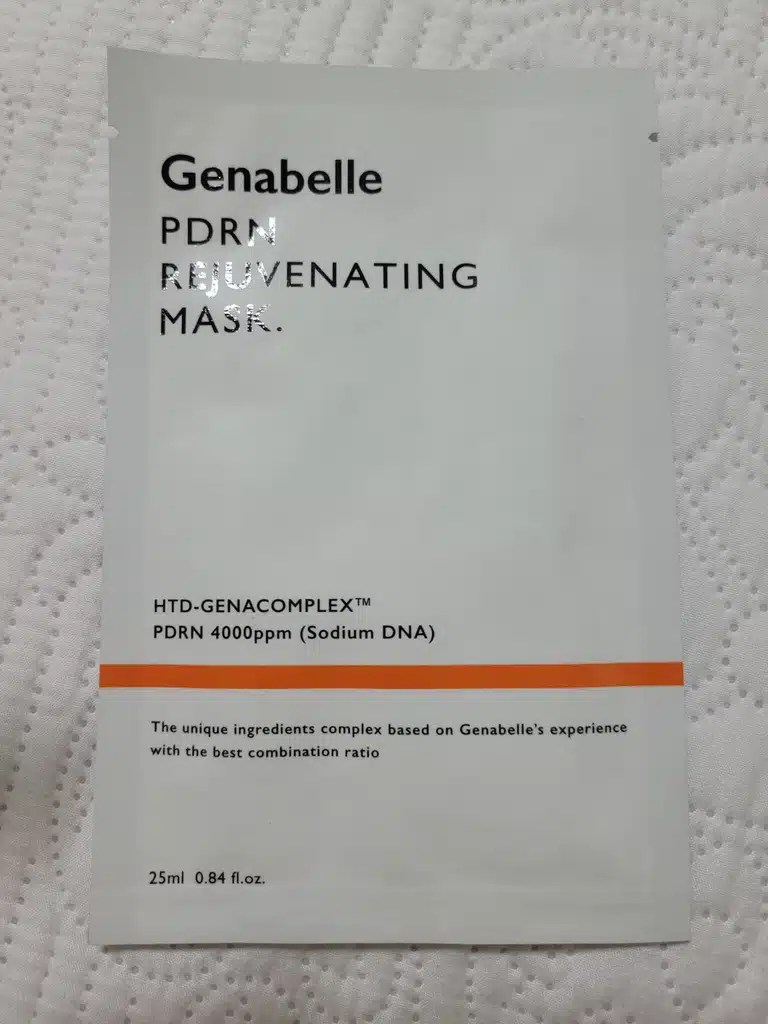 Genabelle
PDRN
REJUVENATING
MASK.
HTD-GENACOMPLEX™
PDRN 4000ppm (Sodium DNA)
The unique ingredients complex based on Genabelle's experience
with the best combination ratio
25ml 0.84 fl.oz.